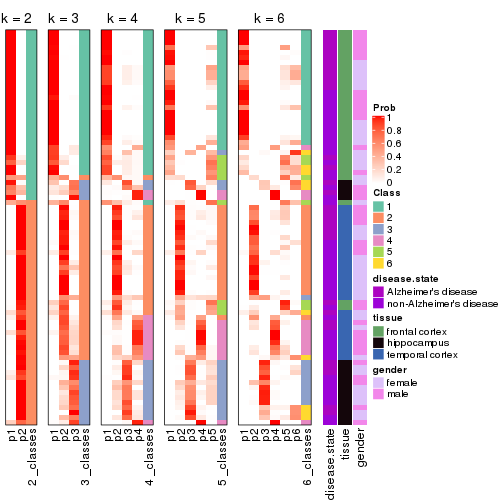 k = 2 k = 3 k = 4 k = 5 k = 6
Prob
1
0.8
0.6
0.4
0.2
0
Class
1
2
3
4
5
6
disease.state
Alzheimer's disease
non-Alzheimer's disease
tissue
frontal cortex
hippocampus
temporal cortex
gender
female
male
p1 p2 2_classes p1 p2 p3 3_classes p1 p2 p3 p4 4_classes p1 p2 p3 p4 p5 5_classes p1 p2 p3 p4 p5 p6 6_classes disease.state tissue gender